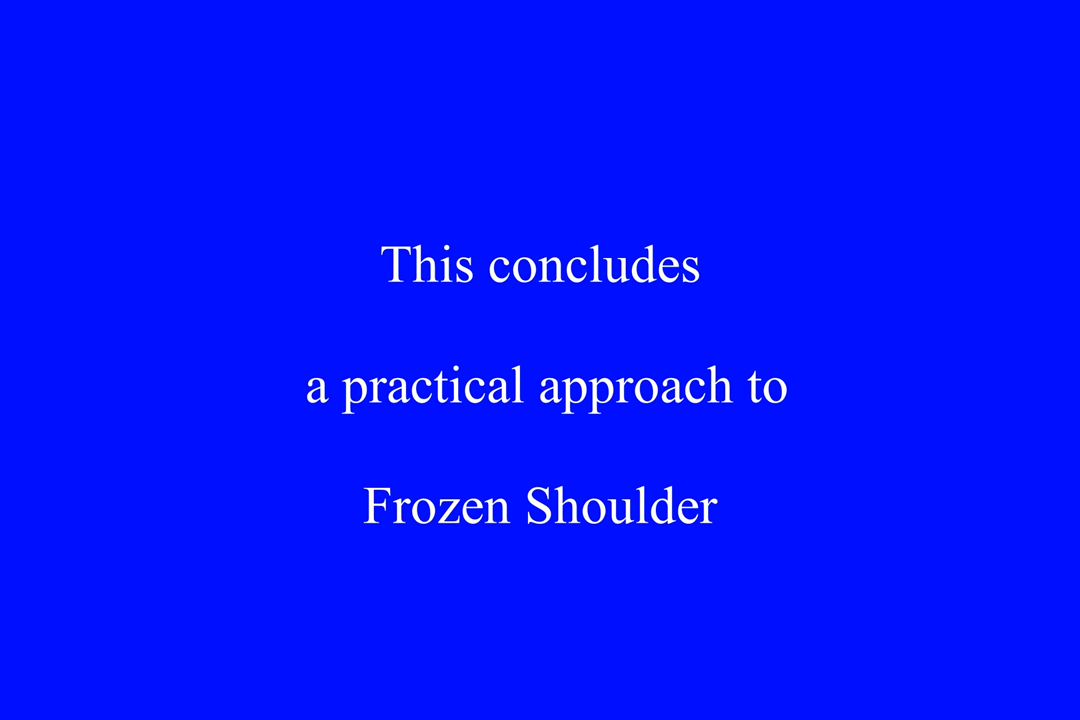 This concludes
a practical approach to
Frozen Shoulder